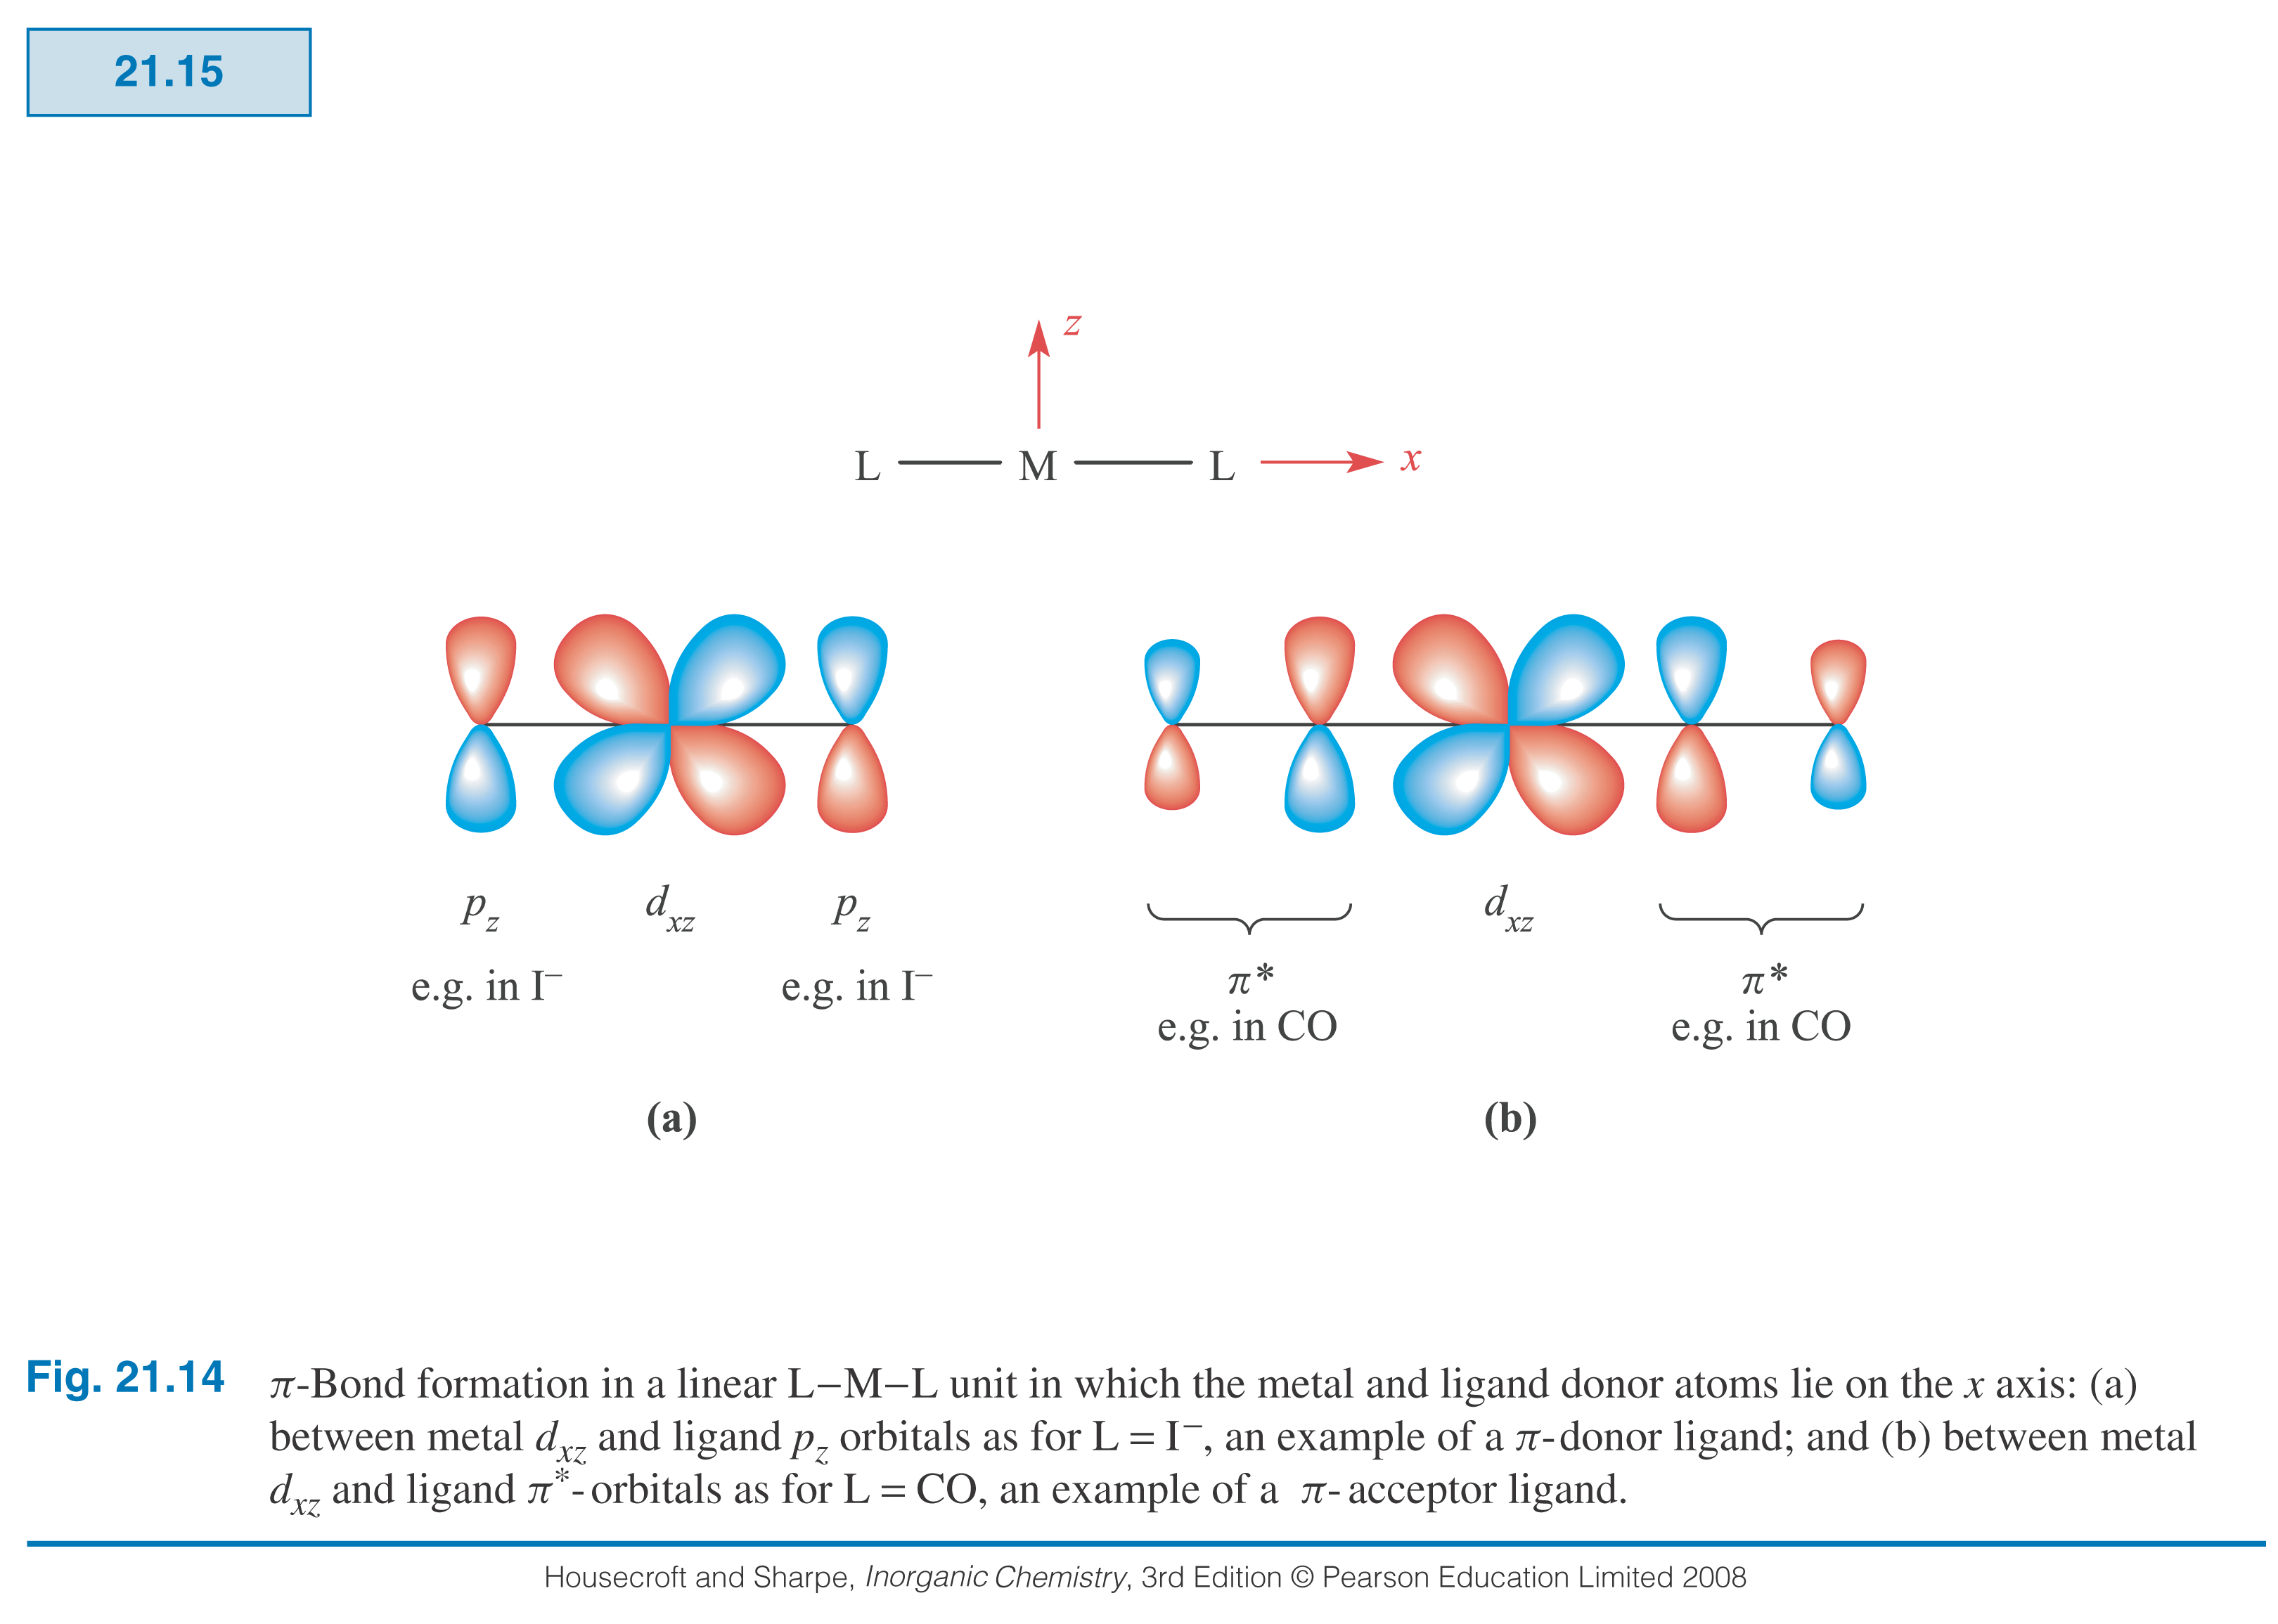 21.15
z
L — M — L x
p_z d_xz p_z d_xz
e.g. in I⁻ e.g. in I⁻ π* π*
e.g. in CO e.g. in CO
(a) (b)
Fig. 21.14 π-Bond formation in a linear L–M–L unit in which the metal and ligand donor atoms lie on the x axis: (a)
between metal d_xz and ligand p_z orbitals as for L = I⁻, an example of a π-donor ligand; and (b) between metal
d_xz and ligand π*-orbitals as for L = CO, an example of a π-acceptor ligand.
Housecroft and Sharpe, Inorganic Chemistry, 3rd Edition © Pearson Education Limited 2008